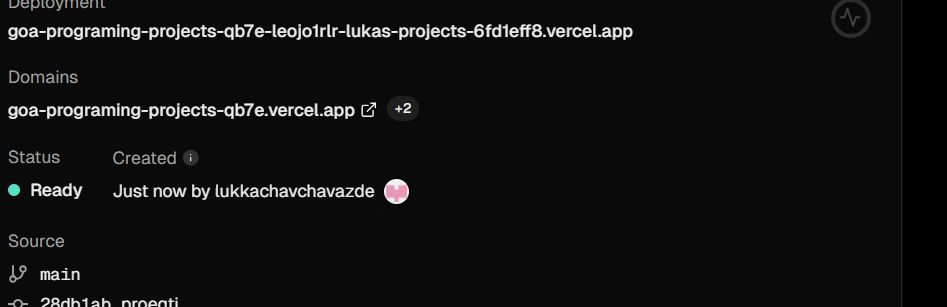 Deployment
goa-programing-projects-qb7e-leojo1rlr-lukas-projects-6fd1eff8.vercel.app
Domains
goa-programing-projects-qb7e.vercel.app +2
Status Created
Ready Just now by lukkachavchavazde
Source
main
28db1ab proeqti